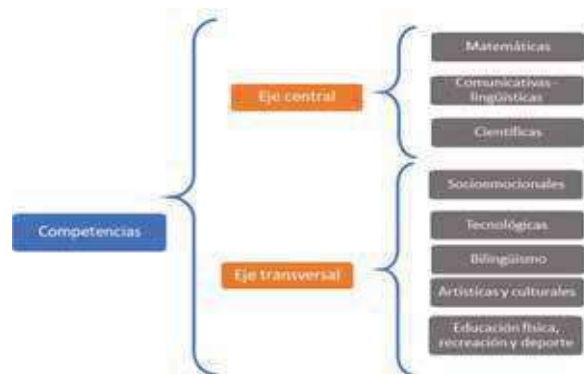 Competencias
Eje central
Matemáticas
Comunicativas -
lingüísticas
Científicas
Eje transversal
Socioemocionales
Tecnológicas
Bilingüismo
Artísticas y culturales
Educación física,
recreación y deporte